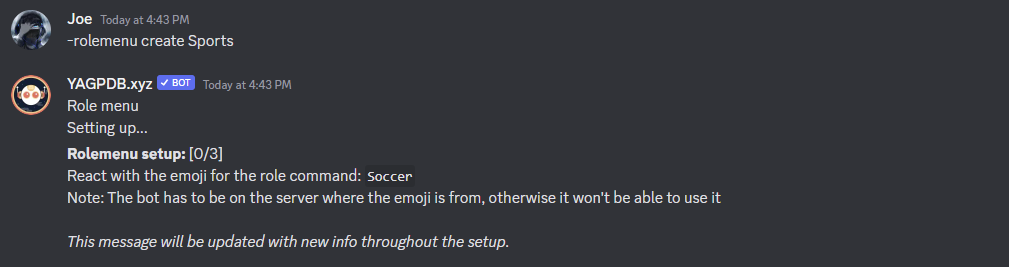 Joe Today at 4:43 PM
-rolemenu create Sports
YAGPDB.xyz ✓ BOT Today at 4:43 PM
Role menu
Setting up...
Rolemenu setup: [0/3]
React with the emoji for the role command: Soccer
Note: The bot has to be on the server where the emoji is from, otherwise it won't be able to use it
This message will be updated with new info throughout the setup.